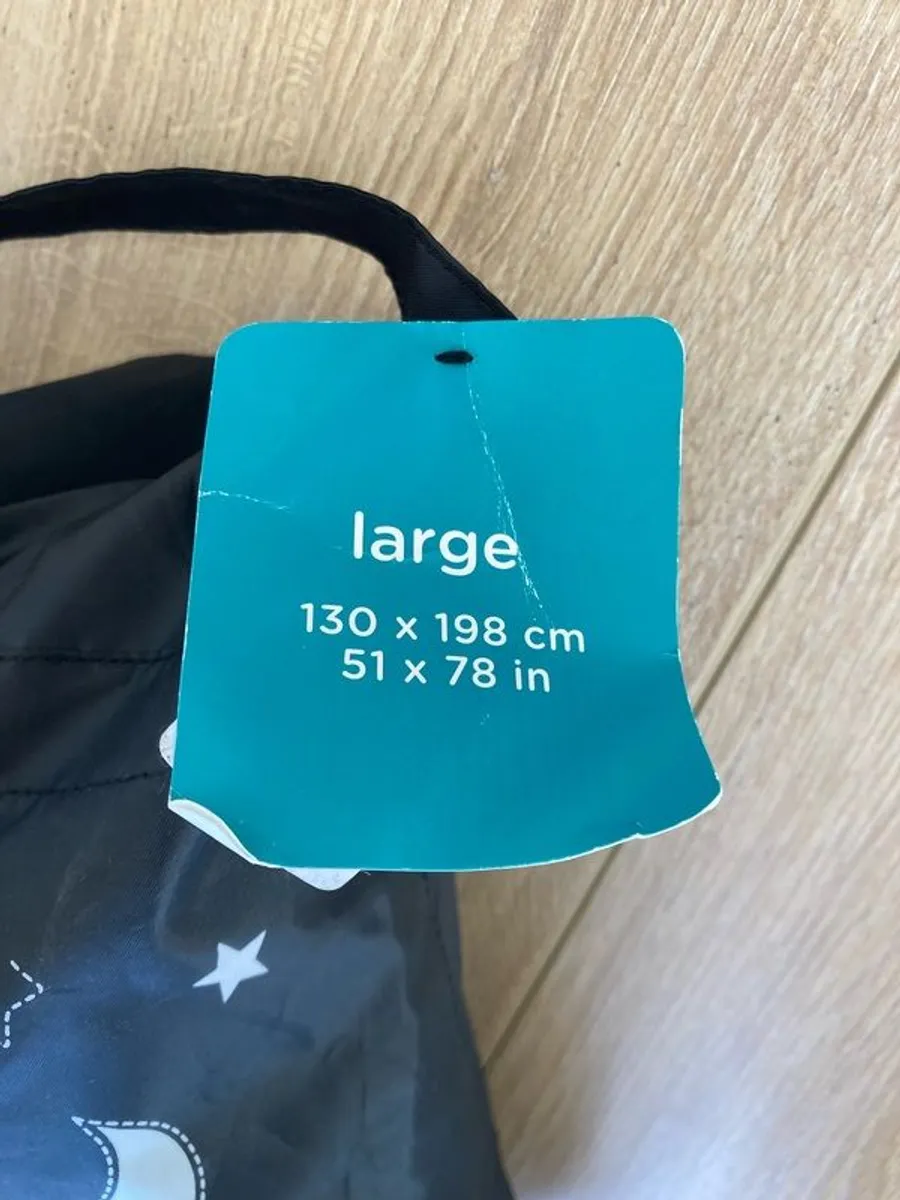 large
130 x 198 cm
51 x 78 in